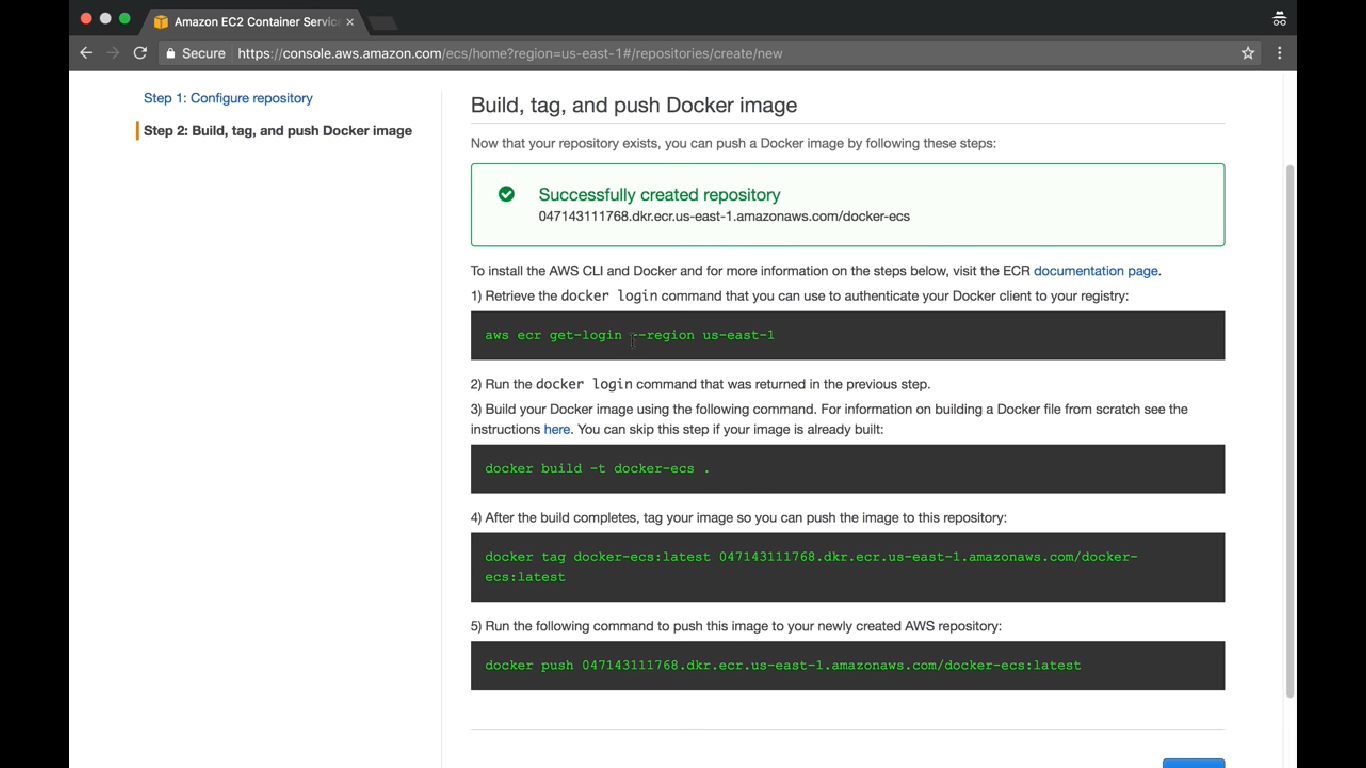 Amazon EC2 Container Servic
Secure https://console.aws.amazon.com/ecs/home?region=us-east-1#/repositories/create/new
Step 1: Configure repository
Step 2: Build, tag, and push Docker image
Build, tag, and push Docker image
Now that your repository exists, you can push a Docker image by following these steps:
Successfully created repository
047143111768.dkr.ecr.us-east-1.amazonaws.com/docker-ecs
To install the AWS CLI and Docker and for more information on the steps below, visit the ECR documentation page.
1) Retrieve the docker login command that you can use to authenticate your Docker client to your registry:
aws ecr get-login --region us-east-1
2) Run the docker login command that was returned in the previous step.
3) Build your Docker image using the following command. For information on building a Docker file from scratch see the
instructions here. You can skip this step if your image is already built:
docker build -t docker-ecs .
4) After the build completes, tag your image so you can push the image to this repository:
docker tag docker-ecs:latest 047143111768.dkr.ecr.us-east-1.amazonaws.com/docker-
ecs:latest
5) Run the following command to push this image to your newly created AWS repository:
docker push 047143111768.dkr.ecr.us-east-1.amazonaws.com/docker-ecs:latest